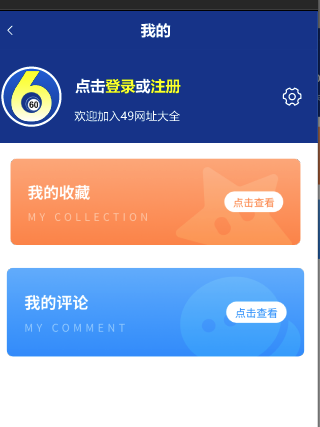 我的
6
60
点击登录或注册
欢迎加入49网址大全
我的收藏
MY COLLECTION
点击查看
我的评论
MY COMMENT
点击查看